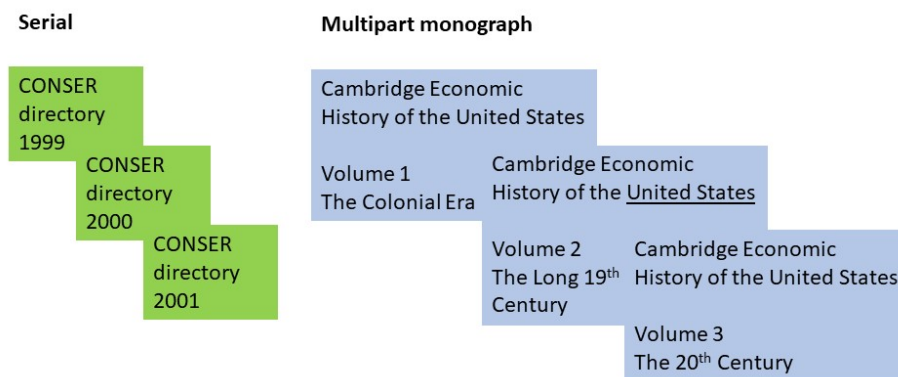 Serial
CONSER
directory
1999
CONSER
directory
2000
CONSER
directory
2001
Multipart monograph
Cambridge Economic
History of the United States
Volume 1
The Colonial Era
Cambridge Economic
History of the United States
Volume 2
The Long 19th
Century
Cambridge Economic
History of the United States
Volume 3
The 20th Century